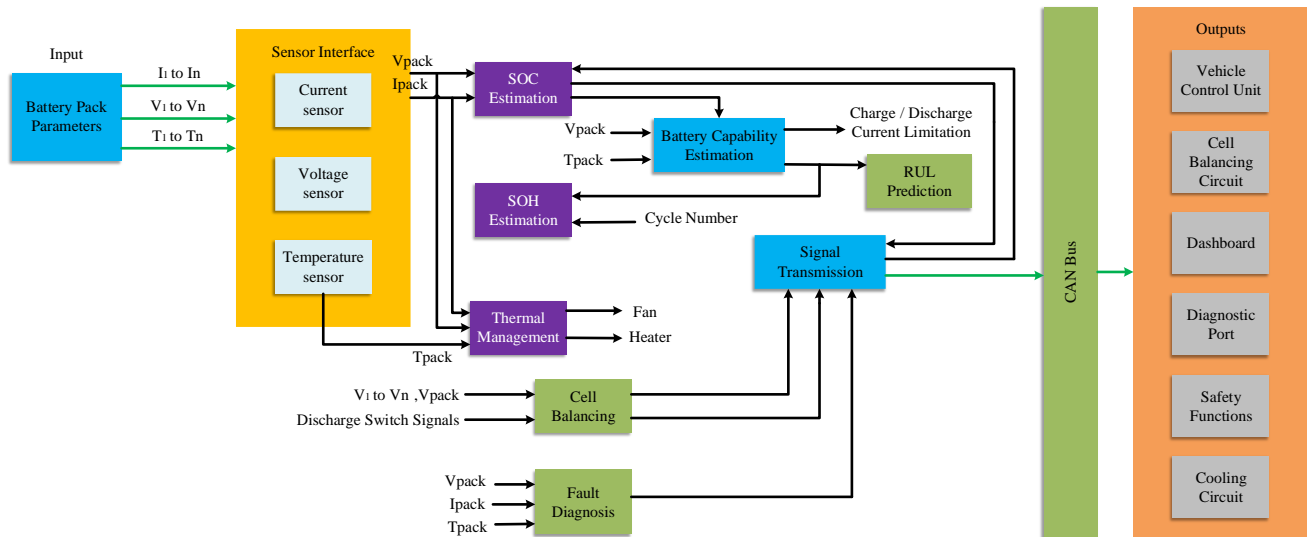 Input
Battery Pack
Parameters
I1 to In
V1 to Vn
T1 to Tn
Sensor Interface
Current
sensor
Voltage
sensor
Temperature
sensor
Vpack
Ipack
Tpack
SOC
Estimation
Vpack
Tpack
Battery Capability
Estimation
Charge / Discharge
Current Limitation
RUL
Prediction
SOH
Estimation
Cycle Number
Signal
Transmission
Thermal
Management
Fan
Heater
V1 to Vn ,Vpack
Discharge Switch Signals
Cell
Balancing
Vpack
Ipack
Tpack
Fault
Diagnosis
CAN Bus
Outputs
Vehicle
Control Unit
Cell
Balancing
Circuit
Dashboard
Diagnostic
Port
Safety
Functions
Cooling
Circuit